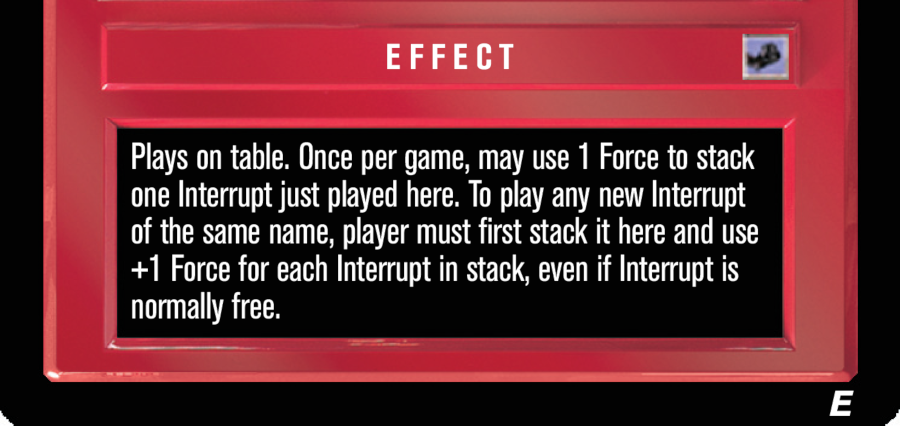 EFFECT
Plays on table. Once per game, may use 1 Force to stack
one Interrupt just played here. To play any new Interrupt
of the same name, player must first stack it here and use
+1 Force for each Interrupt in stack, even if Interrupt is
normally free.
E